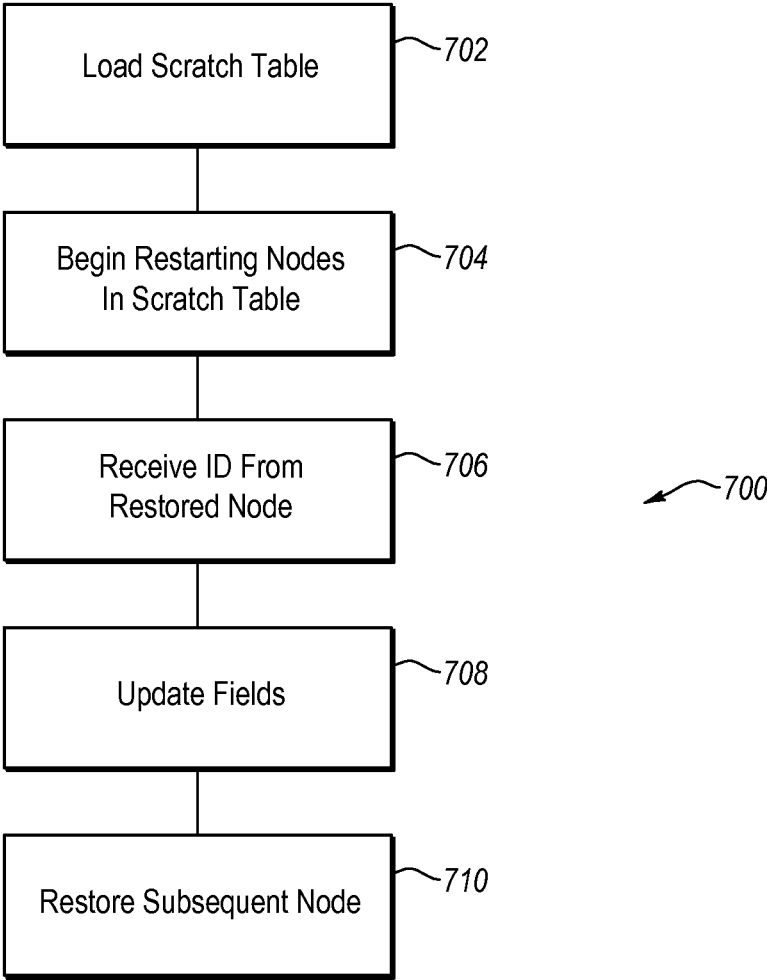 Load Scratch Table
702
Begin Restarting Nodes
In Scratch Table
704
Receive ID From
Restored Node
706
700
Update Fields
708
Restore Subsequent Node
710